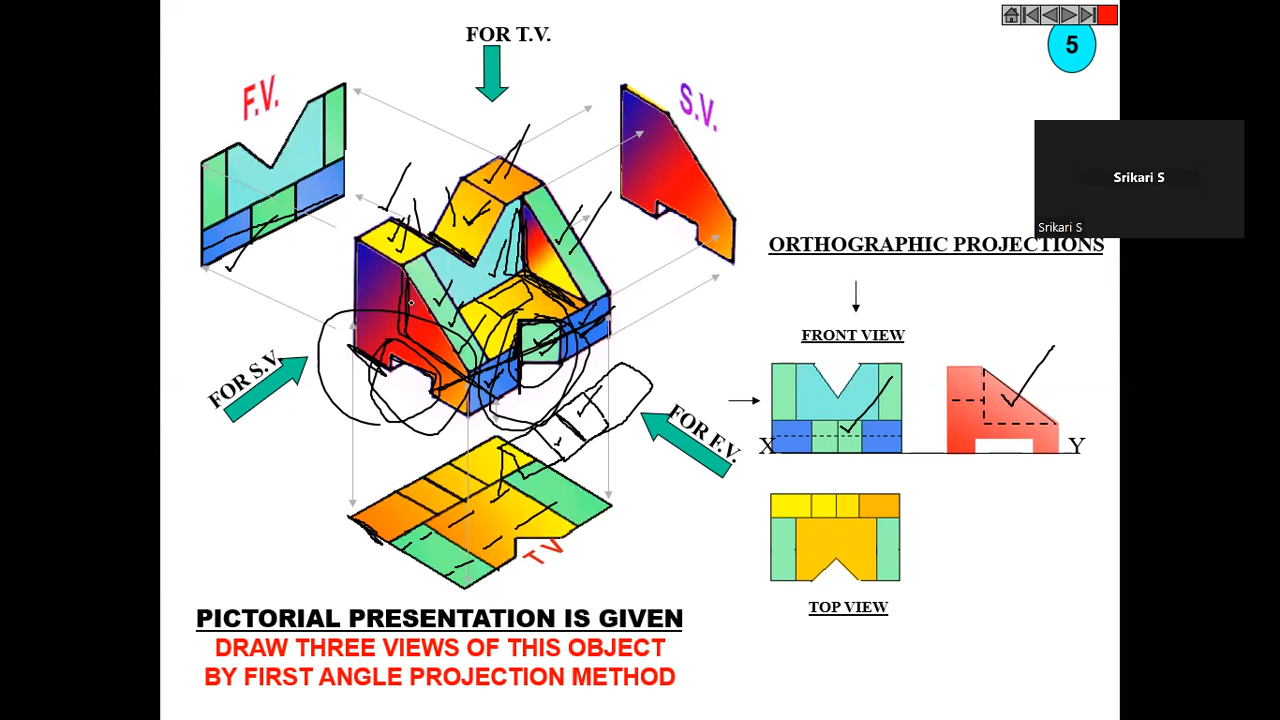 FOR T.V.
5
F.V.
S.V.
Srikari S
Srikari S
ORTHOGRAPHIC PROJECTIONS
FRONT VIEW
FOR S.V.
FOR F.V.
X
Y
T V
TOP VIEW
PICTORIAL PRESENTATION IS GIVEN
DRAW THREE VIEWS OF THIS OBJECT
BY FIRST ANGLE PROJECTION METHOD